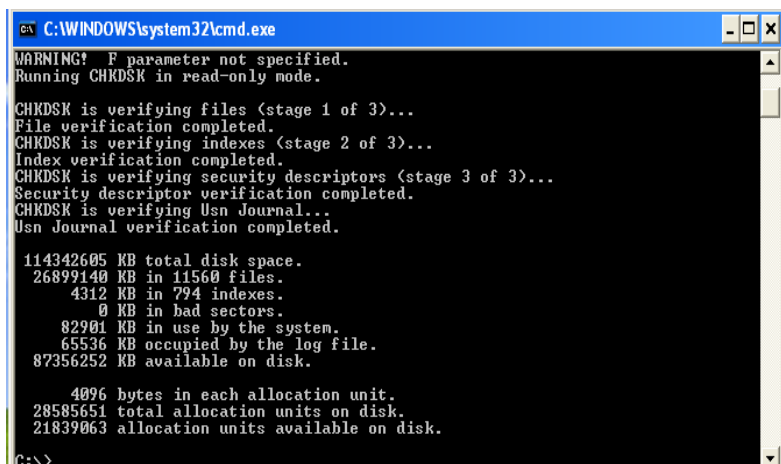 C:\WINDOWS\system32\cmd.exe
WARNING!  F parameter not specified.
Running CHKDSK in read-only mode.
CHKDSK is verifying files (stage 1 of 3)...
File verification completed.
CHKDSK is verifying indexes (stage 2 of 3)...
Index verification completed.
CHKDSK is verifying security descriptors (stage 3 of 3)...
Security descriptor verification completed.
CHKDSK is verifying Usn Journal...
Usn Journal verification completed.
114342605 KB total disk space.
26899140 KB in 11560 files.
4312 KB in 794 indexes.
0 KB in bad sectors.
82901 KB in use by the system.
65536 KB occupied by the log file.
87356252 KB available on disk.
4096 bytes in each allocation unit.
28585651 total allocation units on disk.
21839063 allocation units available on disk.
C:\>